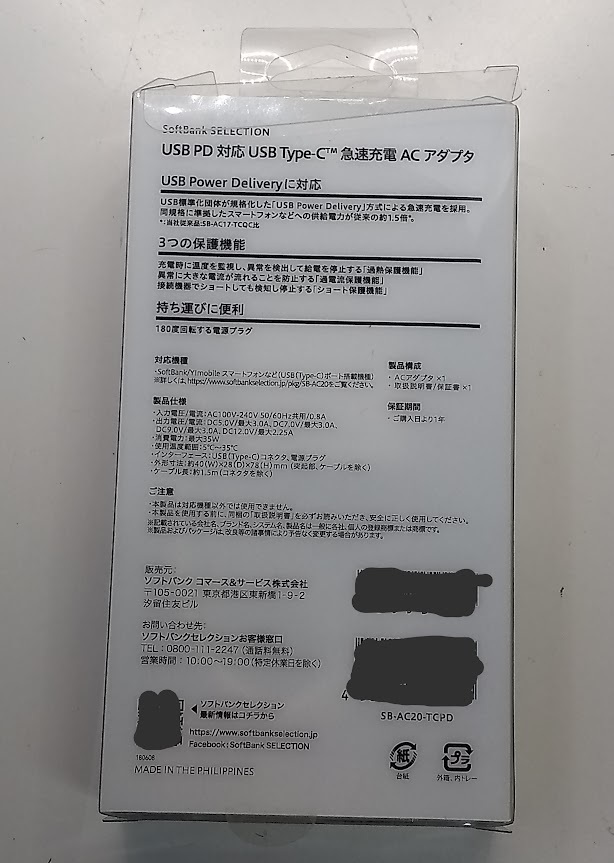 SoftBank SELECTION
USB PD 対応 USB Type-C™ 急速充電 AC アダプタ
USB Power Deliveryに対応
USB標準化団体が規格化した「USB Power Delivery」方式による急速充電を採用。
同規格に準拠したスマートフォンなどへの供給電力が従来の約1.5倍*。
*:当社従来品:SB-AC17-TCQC比
3つの保護機能
充電時に温度を監視し、異常を検出して給電を停止する「過熱保護機能」
異常に大きな電流が流れることを防止する「過電流保護機能」
接続機器でショートしても検知し停止する「ショート保護機能」
持ち運びに便利
180度回転する電源プラグ
対応機種
・SoftBank/Y!mobile スマートフォンなど(USB(Type-C)ポート搭載機種)
※詳しくは、https://www.softbankselection.jp/pkg/SB-AC20をご覧ください。
製品仕様
・入力電圧/電流:AC100V-240V 50/60Hz共用/0.8A
・出力電圧/電流:DC5.0V/最大3.0A、DC7.0V/最大3.0A、
DC9.0V/最大3.0A、DC12.0V/最大2.25A
・消費電力:最大35W
・使用温度範囲:5℃〜35℃
・インターフェース:USB(Type-C)コネクタ、電源プラグ
・外形寸法:約40(W)×28(D)×78(H)mm (突起部、ケーブルを除く)
・ケーブル長:約1.5m(コネクタを除く)
製品構成
・ACアダプタ ×1
・取扱説明書/保証書 ×1
保証期間
・ご購入日より1年
ご注意
・本製品は対応機種以外では使用できません。
・本製品を使用する前に、同梱の「取扱説明書」を必ずお読みいただき、安全に正しく使用してください。
※記載されている会社名、ブランド名、システム名、製品名は一般に各社、個人の登録商標または商標です。
※製品およびパッケージは、改良等の諸事情により予告なく変更する場合があります。
販売元:
ソフトバンク コマース&サービス株式会社
〒105-0021 東京都港区東新橋1-9-2
汐留住友ビル
お問い合わせ先:
ソフトバンクセレクションお客様窓口
TEL:0800-111-2247 (通話料無料)
営業時間:10:00〜19:00(特定休業日を除く)
4
SB-AC20-TCPD
ソフトバンクセレクション
最新情報はコチラから
https://www.softbankselection.jp
Facebook:SoftBank SELECTION
180608
MADE IN THE PHILIPPINES
紙
台紙
プラ
外箱、内トレー